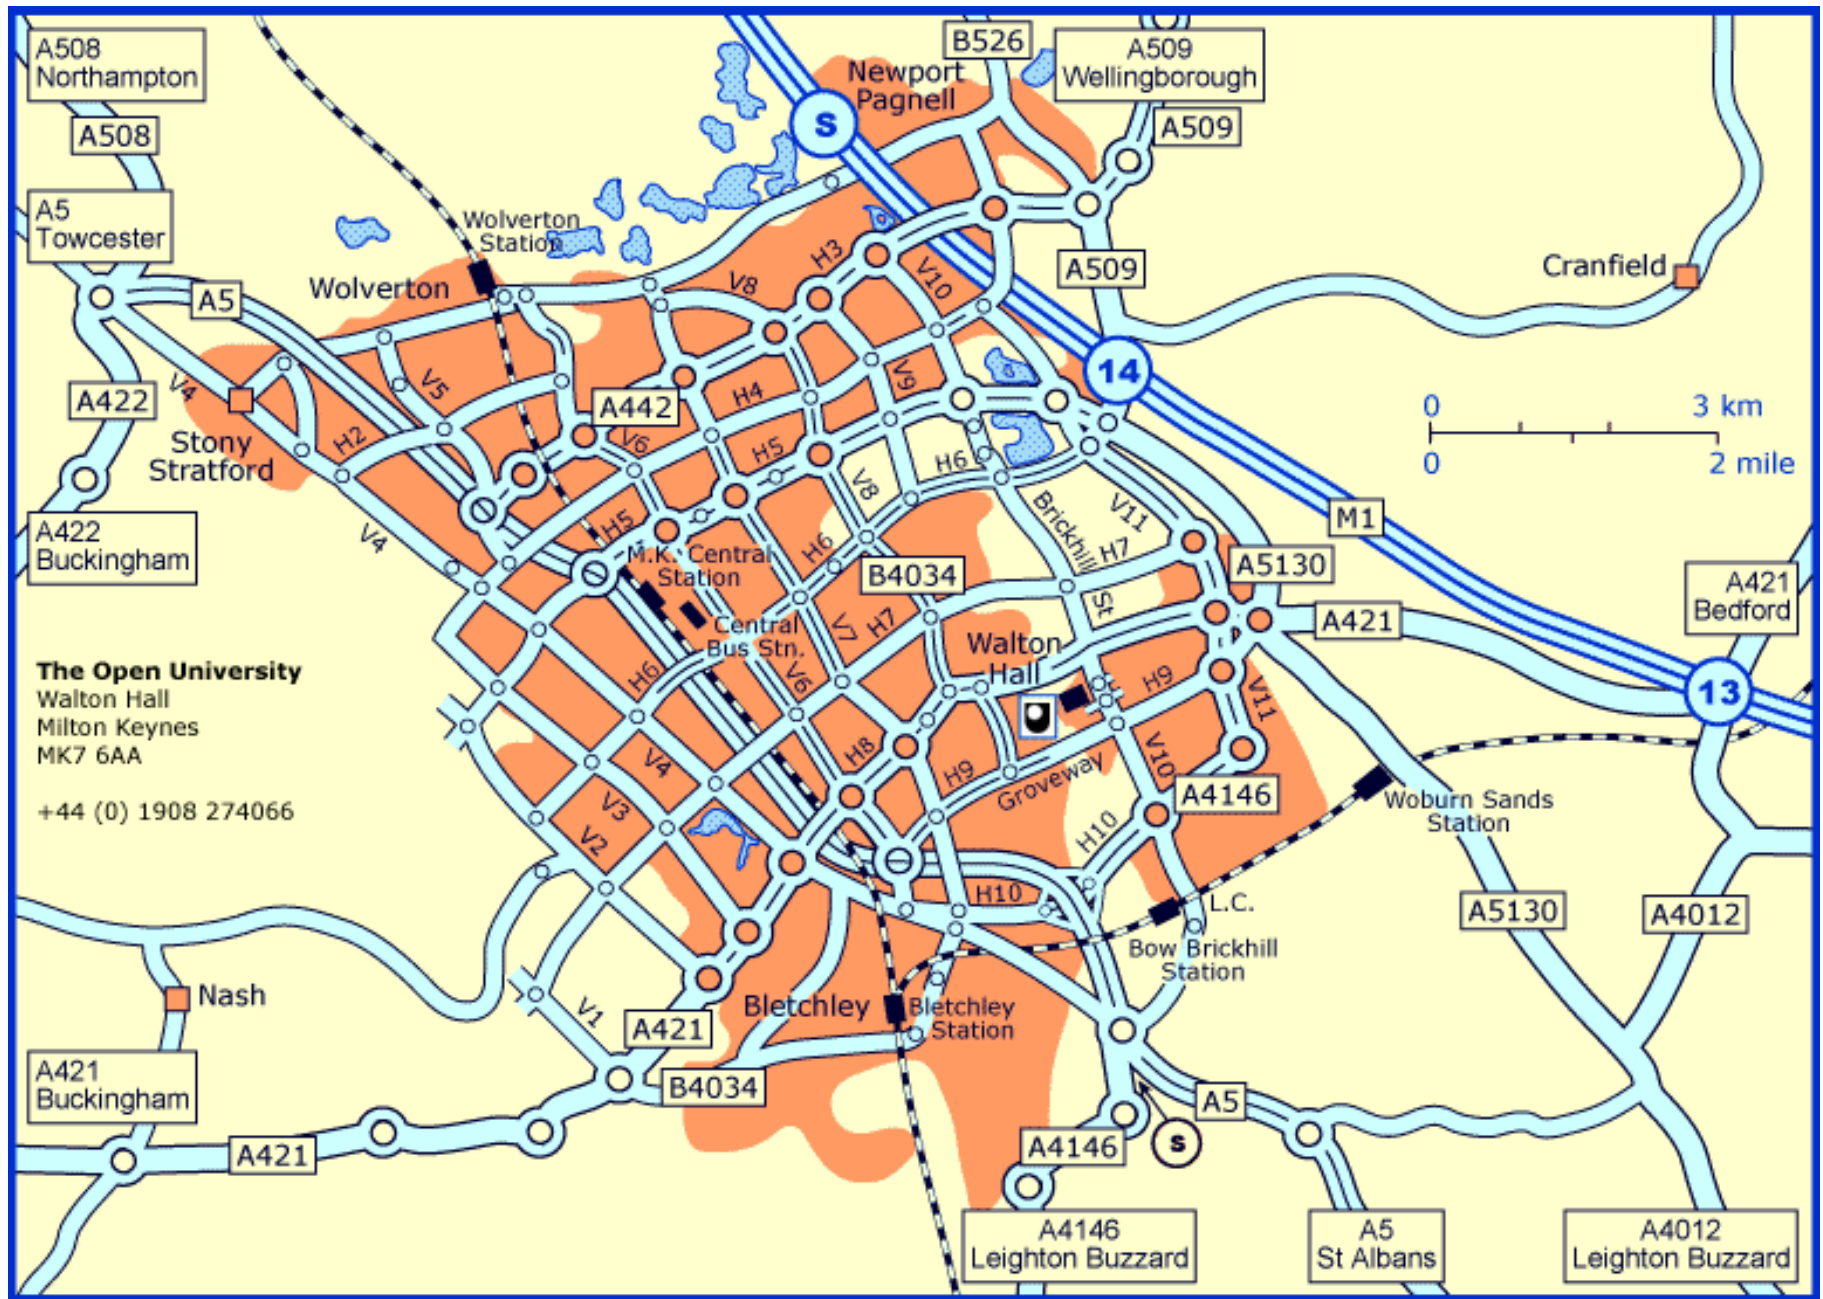 A508
Northampton
A508
A5
Towcester
A5
A422
A422
Buckingham
B526
A509
Wellingborough
A509
A509
Newport
Pagnell
S
Wolverton
Station
Wolverton
Stony
Stratford
Cranfield
A442
H3
V8
V10
V9
H4
V5
V4
H2
V6
H5
H6
V8
V4
H5
H6
V11
Brickhill
St
H7
14
0 3 km
0 2 mile
M1
M.K. Central
Station
Central
Bus Stn.
B4034
A5130
A421
A421
Bedford
13
Walton
Hall
V7
H7
V6
H6
H9
V11
V10
H8
H9
Groveway
V4
V3
V2
H10
H10
A4146
Woburn Sands
Station
The Open University
Walton Hall
Milton Keynes
MK7 6AA
+44 (0) 1908 274066
L.C.
Bow Brickhill
Station
A5130
A4012
Nash
V1
A421
Bletchley
Bletchley
Station
B4034
A421
Buckingham
A421
A5
S
A4146
A4146
Leighton Buzzard
A5
St Albans
A4012
Leighton Buzzard